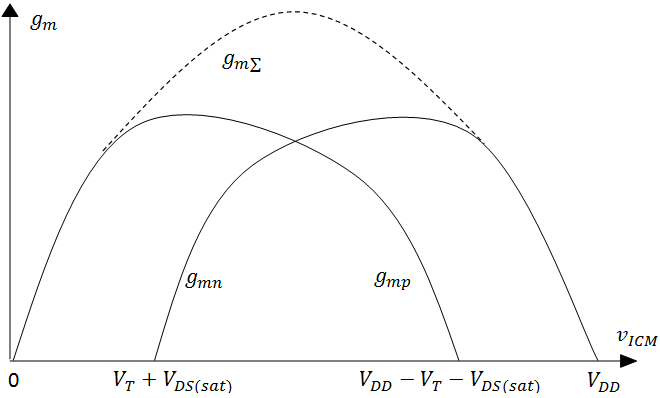 g_m
g_mΣ
g_mn
g_mp
v_ICM
0
V_T + V_DS(sat)
V_DD − V_T − V_DS(sat)
V_DD